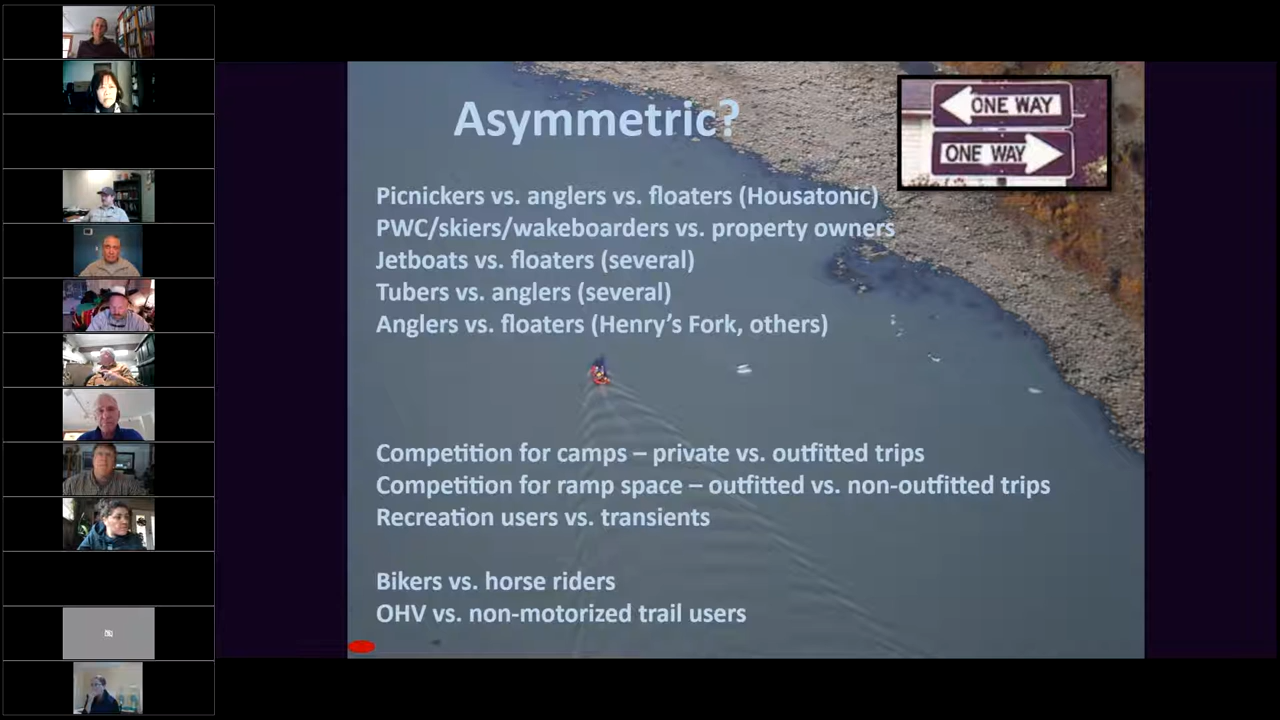 Asymmetric?
ONE WAY
ONE WAY
Picnickers vs. anglers vs. floaters (Housatonic)
PWC/skiers/wakeboarders vs. property owners
Jetboats vs. floaters (several)
Tubers vs. anglers (several)
Anglers vs. floaters (Henry's Fork, others)
Competition for camps – private vs. outfitted trips
Competition for ramp space – outfitted vs. non-outfitted trips
Recreation users vs. transients
Bikers vs. horse riders
OHV vs. non-motorized trail users